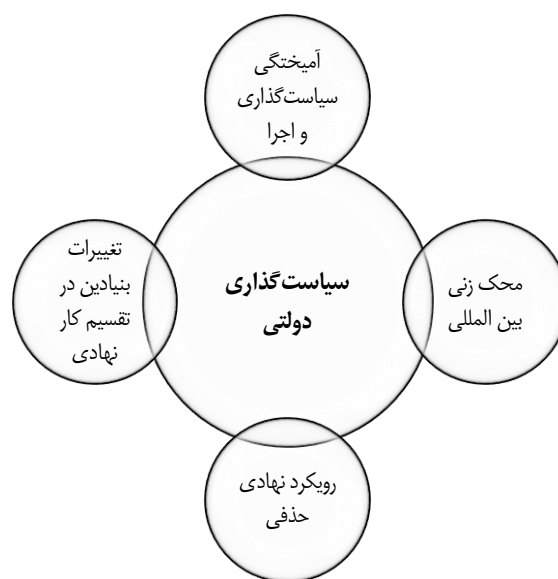 آمیختگی
سیاست‌گذاری
و اجرا
تغییرات
بنیادین در
تقسیم کار
نهادی
سیاست‌گذاری
دولتی
محک زنی
بین المللی
رویکرد نهادی
حذفی